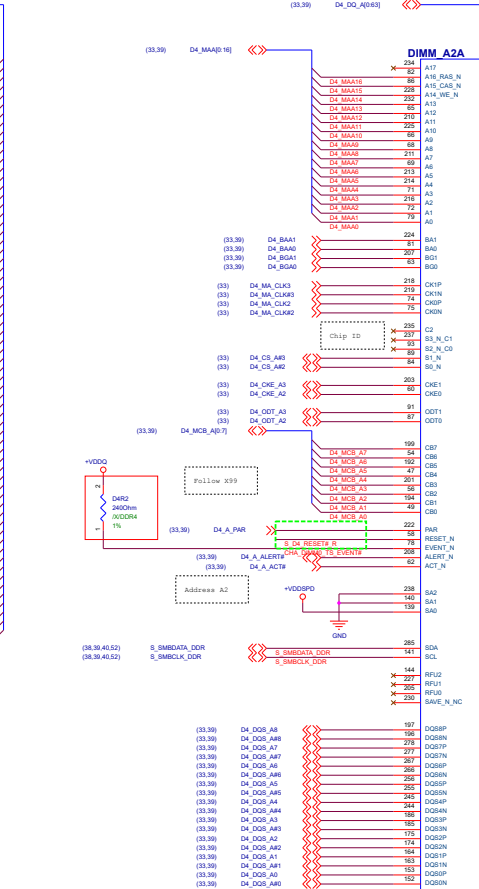 (33,39) D4_DQ_A[0:63]
(33,39) D4_MAA[0:16]
DIMM_A2A
234 A17
D4_MAA16 82 A16_RAS_N
D4_MAA15 86 A15_CAS_N
D4_MAA14 228 A14_WE_N
D4_MAA13 232 A13
D4_MAA12 65 A12
D4_MAA11 210 A11
D4_MAA10 225 A10
D4_MAA9 66 A9
D4_MAA8 68 A8
D4_MAA7 211 A7
D4_MAA6 69 A6
D4_MAA5 213 A5
D4_MAA4 214 A4
D4_MAA3 71 A3
D4_MAA2 216 A2
D4_MAA1 72 A1
D4_MAA0 79 A0
(33,39) D4_BAA1 224 BA1
(33,39) D4_BAA0 81 BA0
(33,39) D4_BGA1 207 BG1
(33,39) D4_BGA0 63 BG0
(33) D4_MA_CLK3 218 CK1P
(33) D4_MA_CLK#3 219 CK1N
(33) D4_MA_CLK2 74 CK0P
(33) D4_MA_CLK#2 75 CK0N
Chip ID
235 C2
237 S3_N_C1
93 S2_N_C0
(33) D4_CS_A#3 89 S1_N
(33) D4_CS_A#2 84 S0_N
(33) D4_CKE_A3 203 CKE1
(33) D4_CKE_A2 60 CKE0
(33) D4_ODT_A3 91 ODT1
(33) D4_ODT_A2 87 ODT0
(33,39) D4_MCB_A[0:7]
D4_MCB_A7 199 CB7
D4_MCB_A6 54 CB6
D4_MCB_A5 192 CB5
D4_MCB_A4 47 CB4
D4_MCB_A3 201 CB3
D4_MCB_A2 56 CB2
D4_MCB_A1 194 CB1
D4_MCB_A0 49 CB0
+VDDQ
Follow X99
2
D4R2
240Ohm
/X/DDR4
1%
1
(33,39) D4_A_PAR 222 PAR
S_D4_RESET#_R 58 RESET_N
CHA_DIMM0_TS_EVENT# 78 EVENT_N
(33,39) D4_A_ALERT# 208 ALERT_N
(33,39) D4_A_ACT# 62 ACT_N
Address A2
+VDDSPD
238 SA2
140 SA1
139 SA0
GND
(38,39,40,52) S_SMBDATA_DDR S_SMBDATA_DDR 285 SDA
(38,39,40,52) S_SMBCLK_DDR S_SMBCLK_DDR 141 SCL
144 RFU2
227 RFU1
205 RFU0
230 SAVE_N_NC
(33,39) D4_DQS_A8 197 DQS8P
(33,39) D4_DQS_A#8 196 DQS8N
(33,39) D4_DQS_A7 278 DQS7P
(33,39) D4_DQS_A#7 277 DQS7N
(33,39) D4_DQS_A6 267 DQS6P
(33,39) D4_DQS_A#6 266 DQS6N
(33,39) D4_DQS_A5 256 DQS5P
(33,39) D4_DQS_A#5 255 DQS5N
(33,39) D4_DQS_A4 245 DQS4P
(33,39) D4_DQS_A#4 244 DQS4N
(33,39) D4_DQS_A3 186 DQS3P
(33,39) D4_DQS_A#3 185 DQS3N
(33,39) D4_DQS_A2 175 DQS2P
(33,39) D4_DQS_A#2 174 DQS2N
(33,39) D4_DQS_A1 164 DQS1P
(33,39) D4_DQS_A#1 163 DQS1N
(33,39) D4_DQS_A0 153 DQS0P
(33,39) D4_DQS_A#0 152 DQS0N